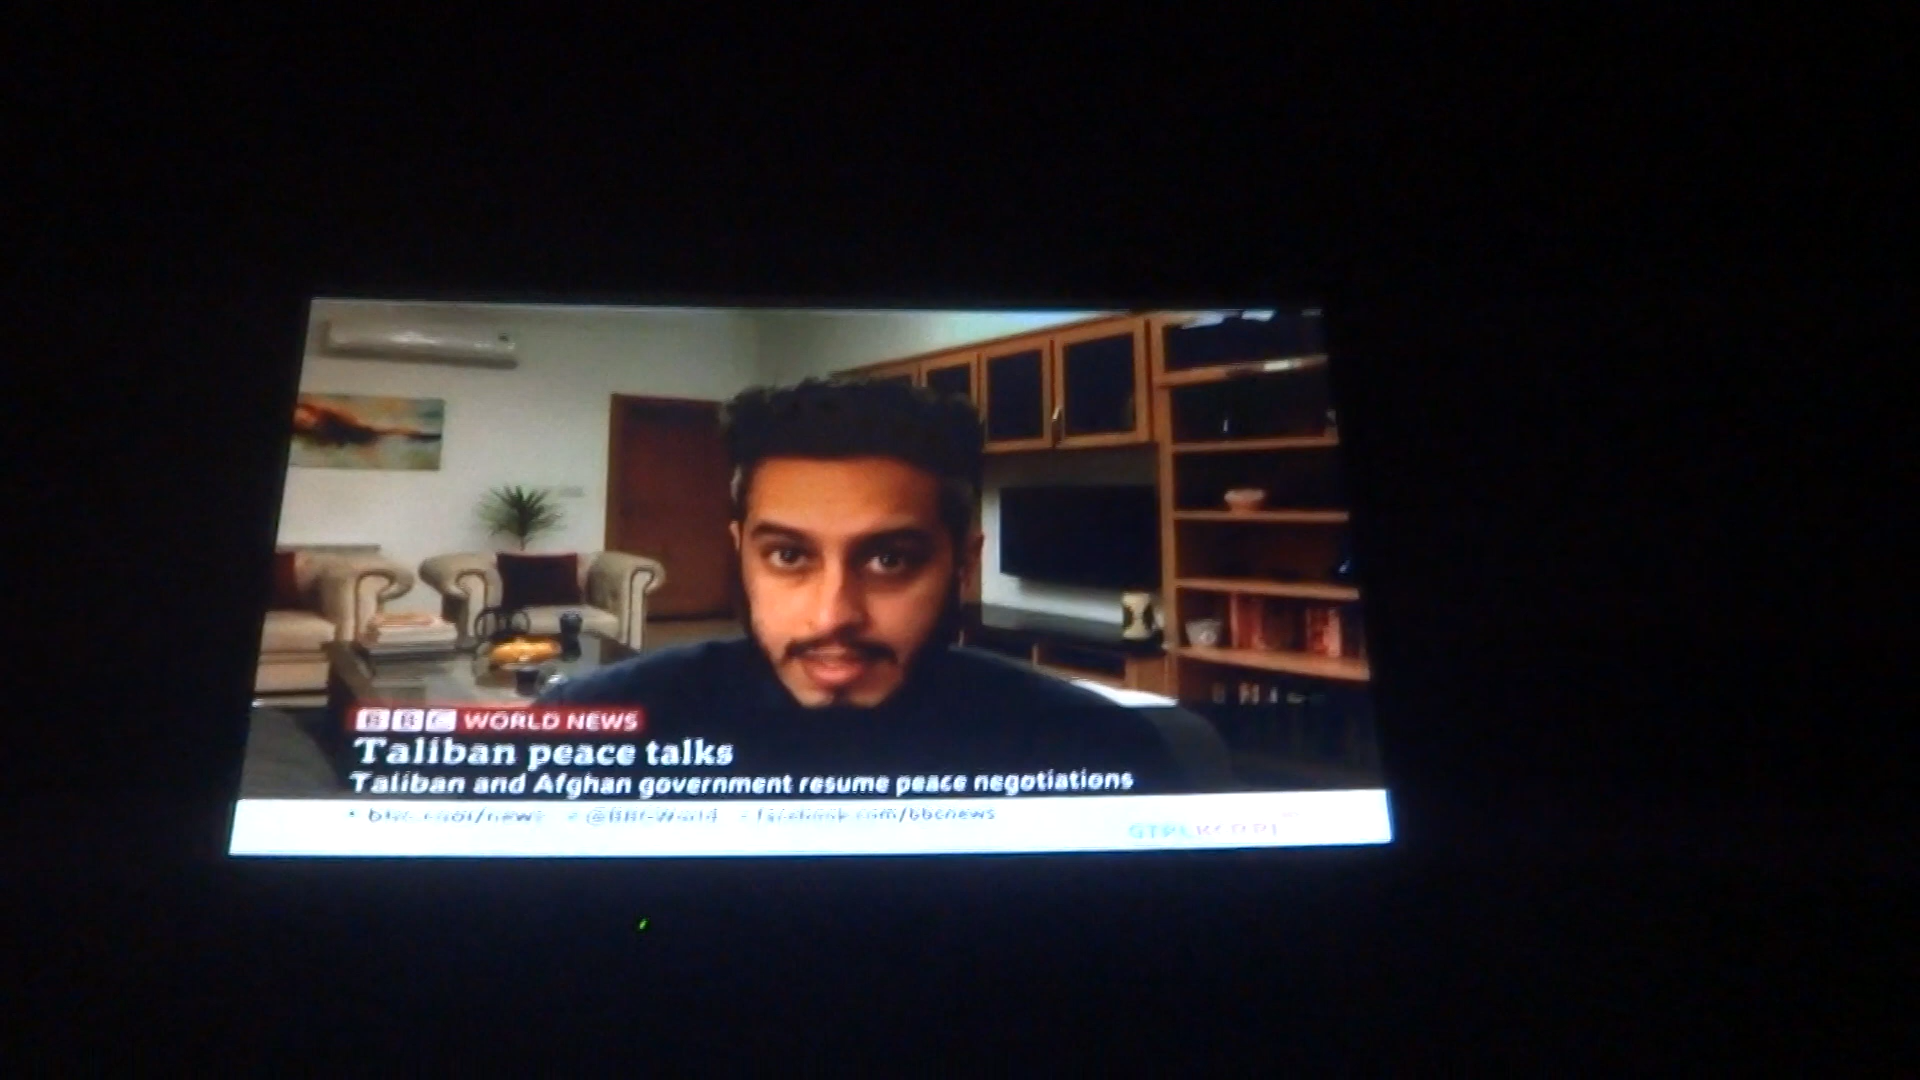 BBC WORLD NEWS
Taliban peace talks
Taliban and Afghan government resume peace negotiations
facebook.com/bbcnews